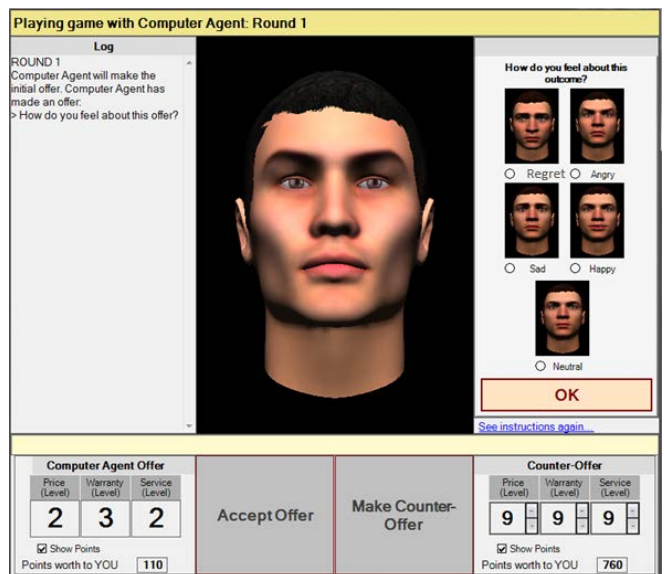 Playing game with Computer Agent: Round 1
Log
ROUND 1
Computer Agent will make the
initial offer. Computer Agent has
made an offer:
> How do you feel about this offer?
How do you feel about this
outcome?
Regret
Angry
Sad
Happy
Neutral
OK
See instructions again...
Computer Agent Offer
Price
(Level)
Warranty
(Level)
Service
(Level)
2 3 2
Show Points
Points worth to YOU 110
Accept Offer
Make Counter-
Offer
Counter-Offer
Price
(Level)
Warranty
(Level)
Service
(Level)
9 9 9
Show Points
Points worth to YOU 760